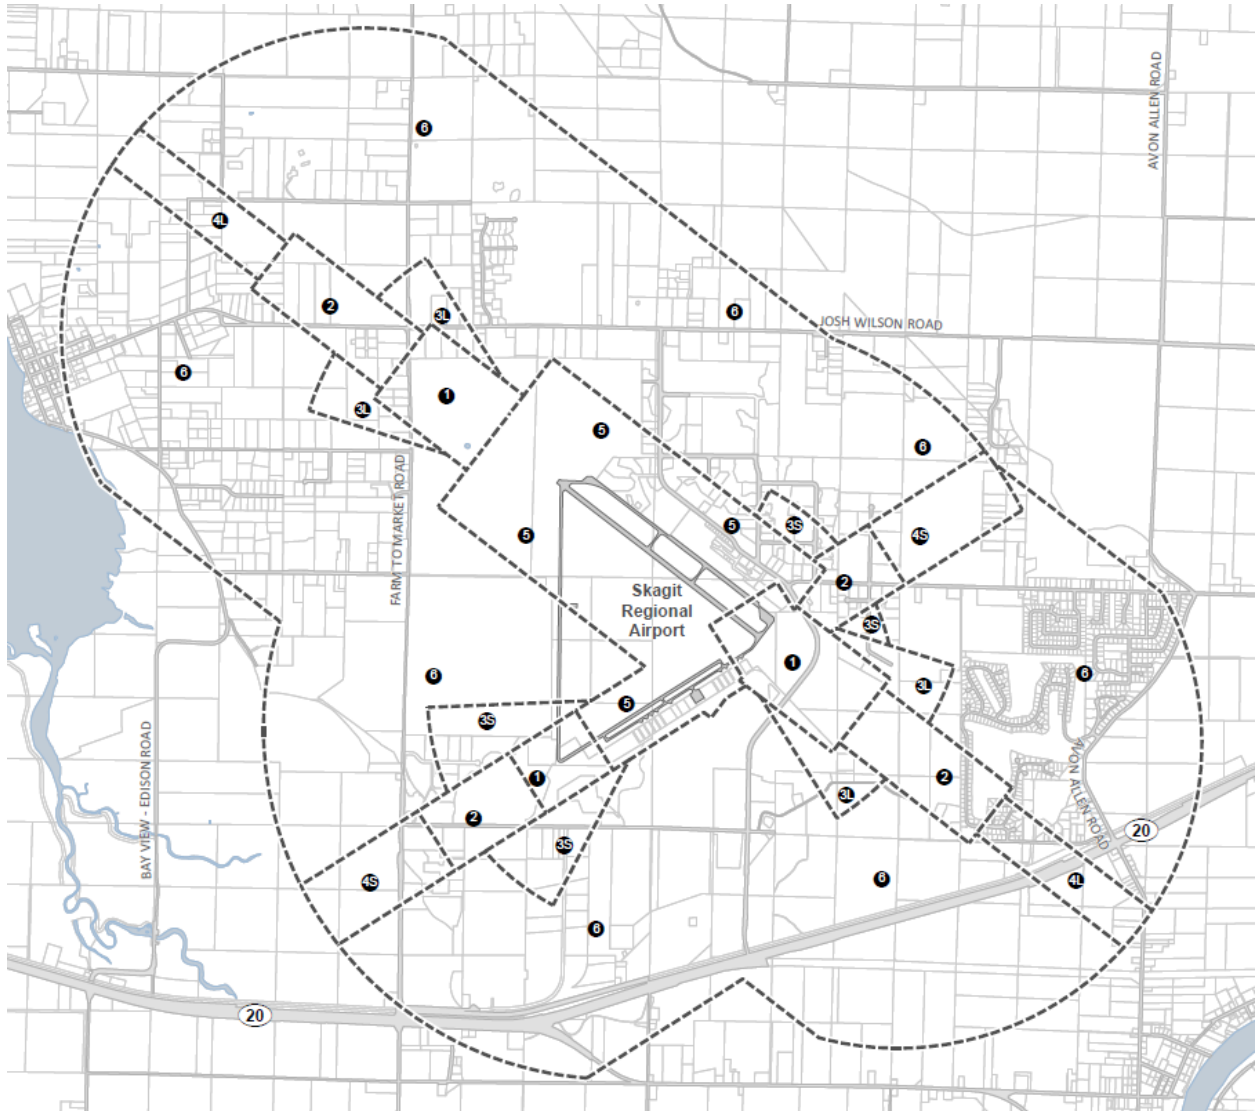 AVON ALLEN ROAD
6
4L
2
3L
6
JOSH WILSON ROAD
6
1
3L
5
6
FARM TO MARKET ROAD
5
5
3S
4S
2
Skagit
Regional
Airport
3S
1
6
3L
6
5
3S
BAY VIEW - EDISON ROAD
1
2
AVON ALLEN ROAD
3L
2
20
3S
4S
6
4L
6
20